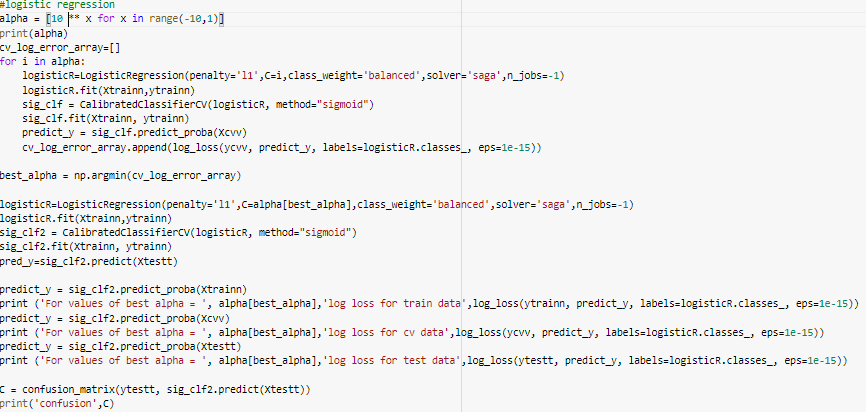 #logistic regression
alpha = [10 ** x for x in range(-10,1)]
print(alpha)
cv_log_error_array=[]
for i in alpha:
    logisticR=LogisticRegression(penalty='l1',C=i,class_weight='balanced',solver='saga',n_jobs=-1)
    logisticR.fit(Xtrainn,ytrainn)
    sig_clf = CalibratedClassifierCV(logisticR, method="sigmoid")
    sig_clf.fit(Xtrainn, ytrainn)
    predict_y = sig_clf.predict_proba(Xcvv)
    cv_log_error_array.append(log_loss(ycvv, predict_y, labels=logisticR.classes_, eps=1e-15))
best_alpha = np.argmin(cv_log_error_array)
logisticR=LogisticRegression(penalty='l1',C=alpha[best_alpha],class_weight='balanced',solver='saga',n_jobs=-1)
logisticR.fit(Xtrainn,ytrainn)
sig_clf2 = CalibratedClassifierCV(logisticR, method="sigmoid")
sig_clf2.fit(Xtrainn, ytrainn)
pred_y=sig_clf2.predict(Xtestt)
predict_y = sig_clf2.predict_proba(Xtrainn)
print ('For values of best alpha = ', alpha[best_alpha],'log loss for train data',log_loss(ytrainn, predict_y, labels=logisticR.classes_, eps=1e-15))
predict_y = sig_clf2.predict_proba(Xcvv)
print ('For values of best alpha = ', alpha[best_alpha],'log loss for cv data',log_loss(ycvv, predict_y, labels=logisticR.classes_, eps=1e-15))
predict_y = sig_clf2.predict_proba(Xtestt)
print ('For values of best alpha = ', alpha[best_alpha],'log loss for test data',log_loss(ytestt, predict_y, labels=logisticR.classes_, eps=1e-15))
C = confusion_matrix(ytestt, sig_clf2.predict(Xtestt))
print('confusion',C)